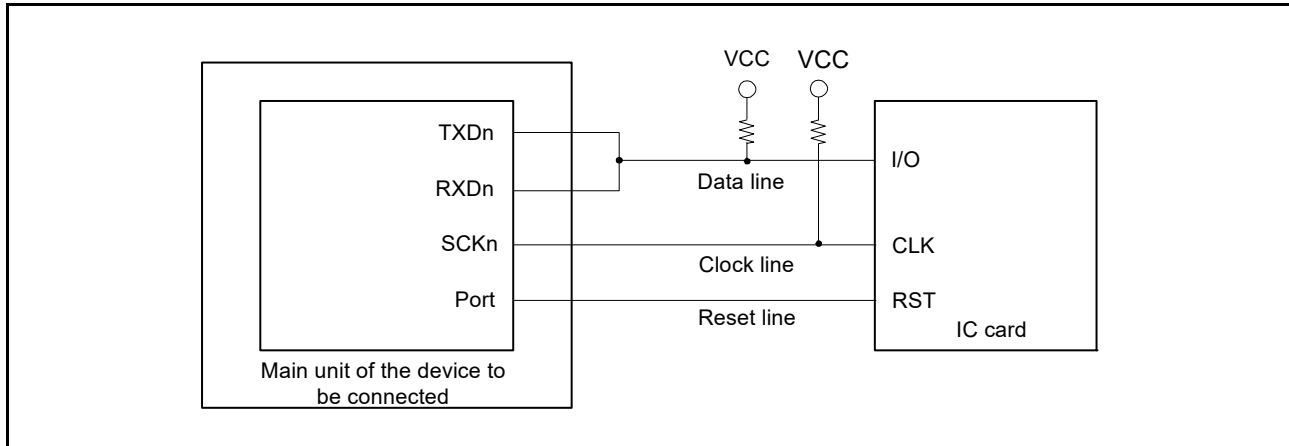 VCC VCC
TXDn
RXDn
SCKn
Port
Data line
Clock line
Reset line
I/O
CLK
RST
IC card
Main unit of the device to
be connected